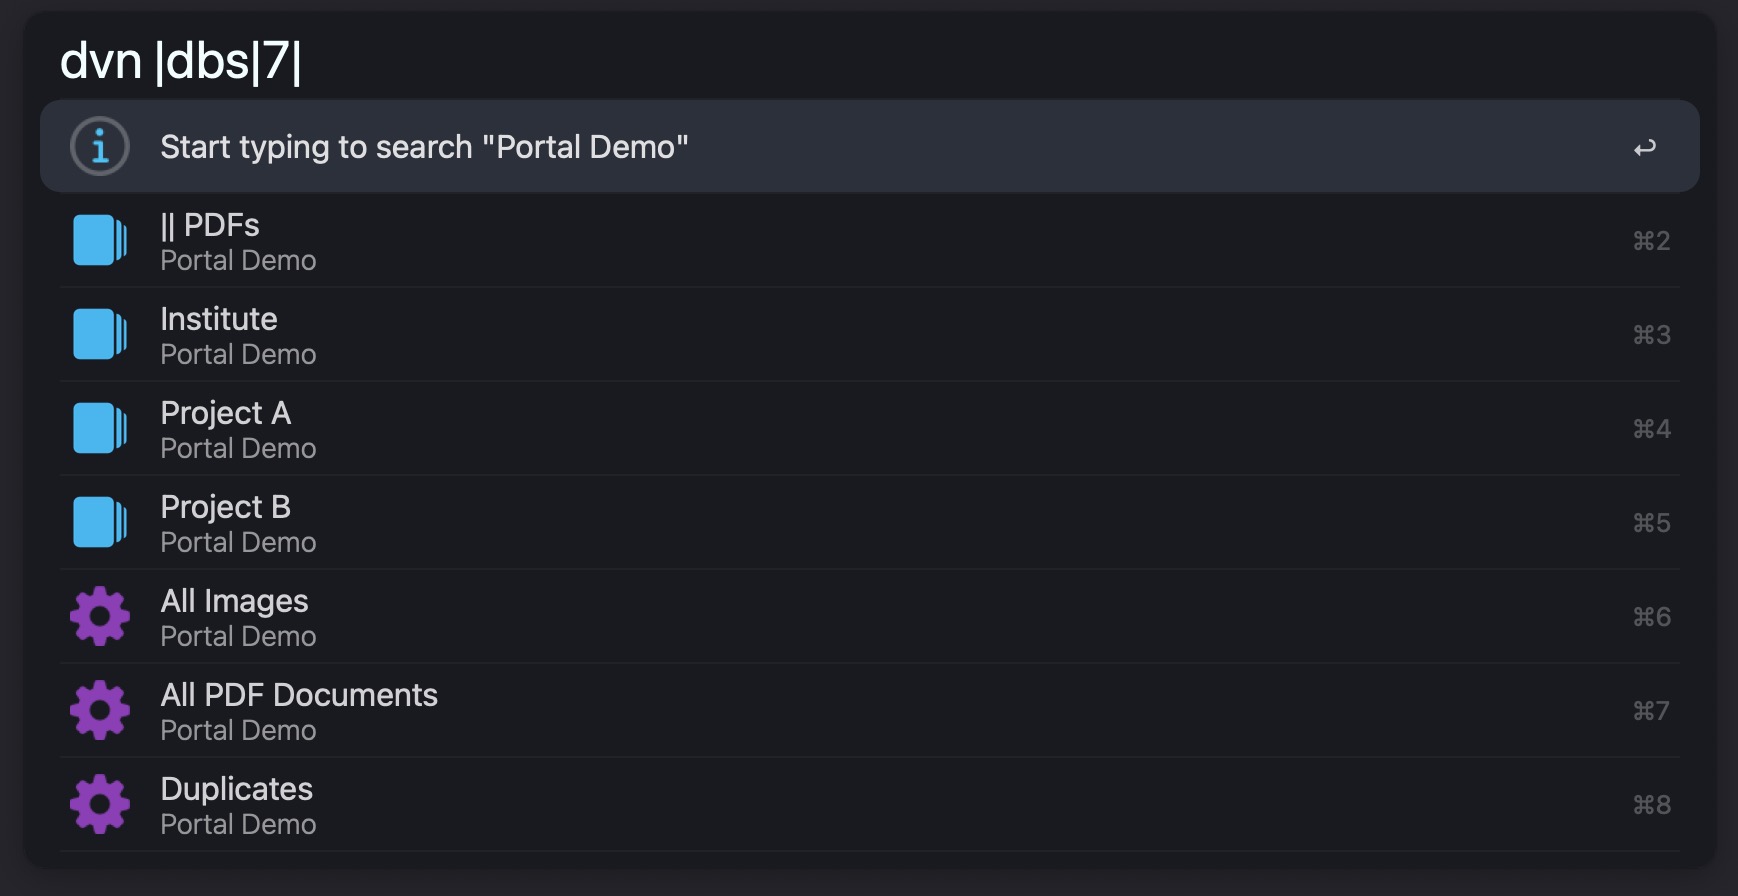 dvn |dbs|7|
Start typing to search "Portal Demo"
↩
|| PDFs
Portal Demo
⌘2
Institute
Portal Demo
⌘3
Project A
Portal Demo
⌘4
Project B
Portal Demo
⌘5
All Images
Portal Demo
⌘6
All PDF Documents
Portal Demo
⌘7
Duplicates
Portal Demo
⌘8